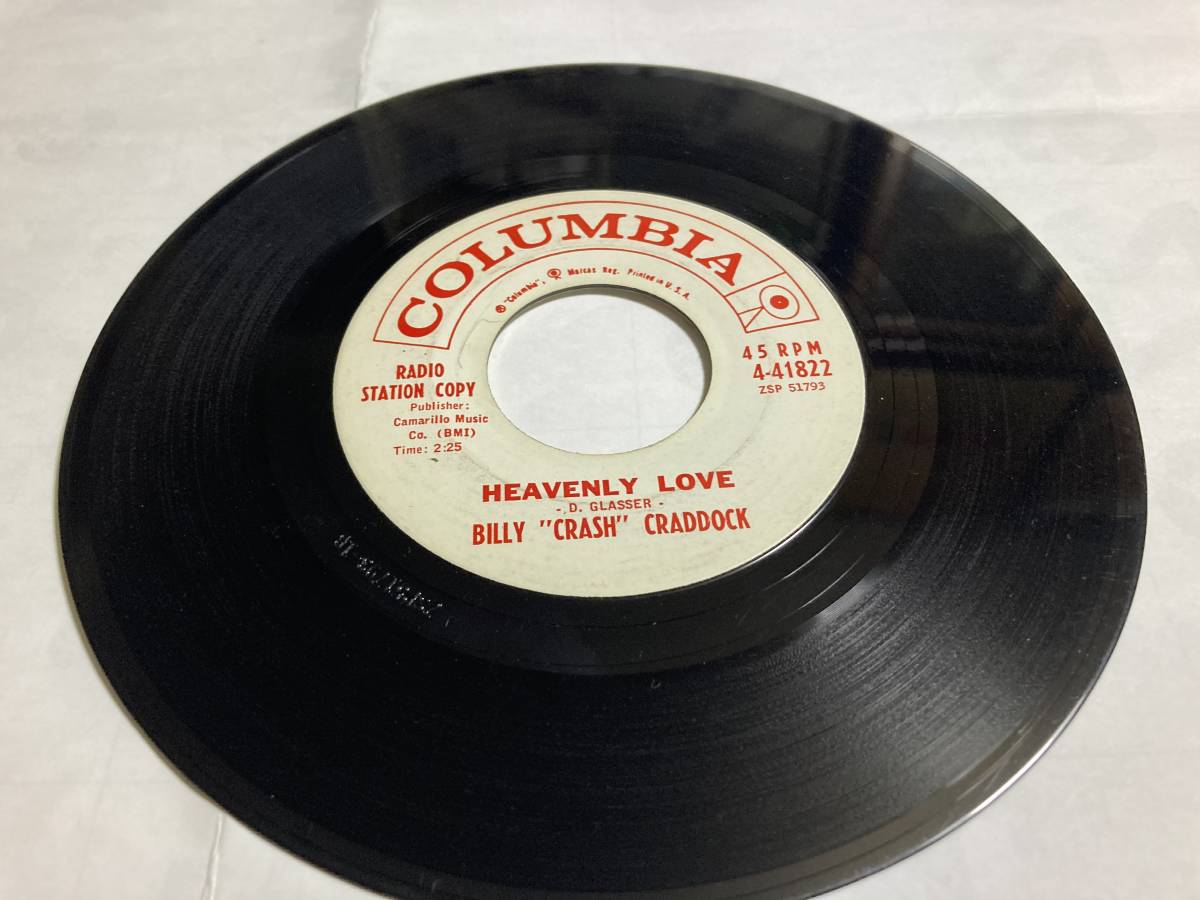 COLUMBIA
® "Columbia", Marcas Reg. Printed in U.S.A.
RADIO
STATION COPY
Publisher:
Camarillo Music
Co. (BMI)
Time: 2:25
45 RPM
4-41822
ZSP 51793
HEAVENLY LOVE
- D. GLASSER -
BILLY "CRASH" CRADDOCK